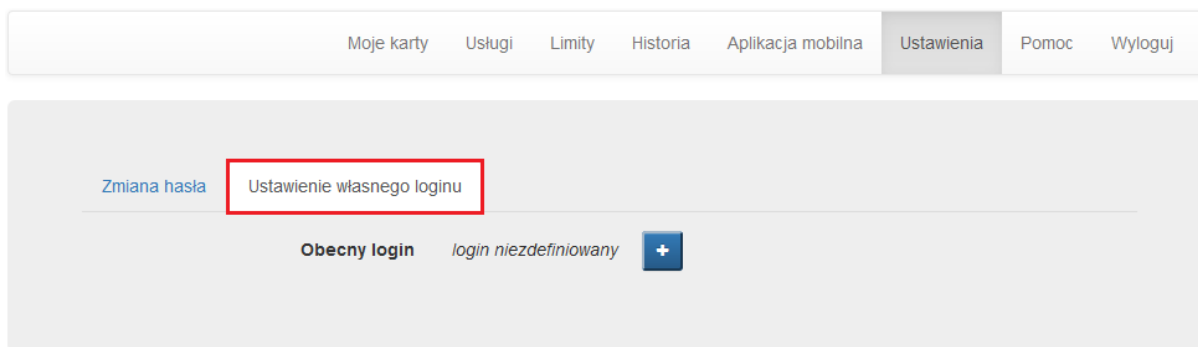 Moje karty Usługi Limity Historia Aplikacja mobilna Ustawienia Pomoc Wyloguj
Zmiana hasła Ustawienie własnego loginu
Obecny login login niezdefiniowany +